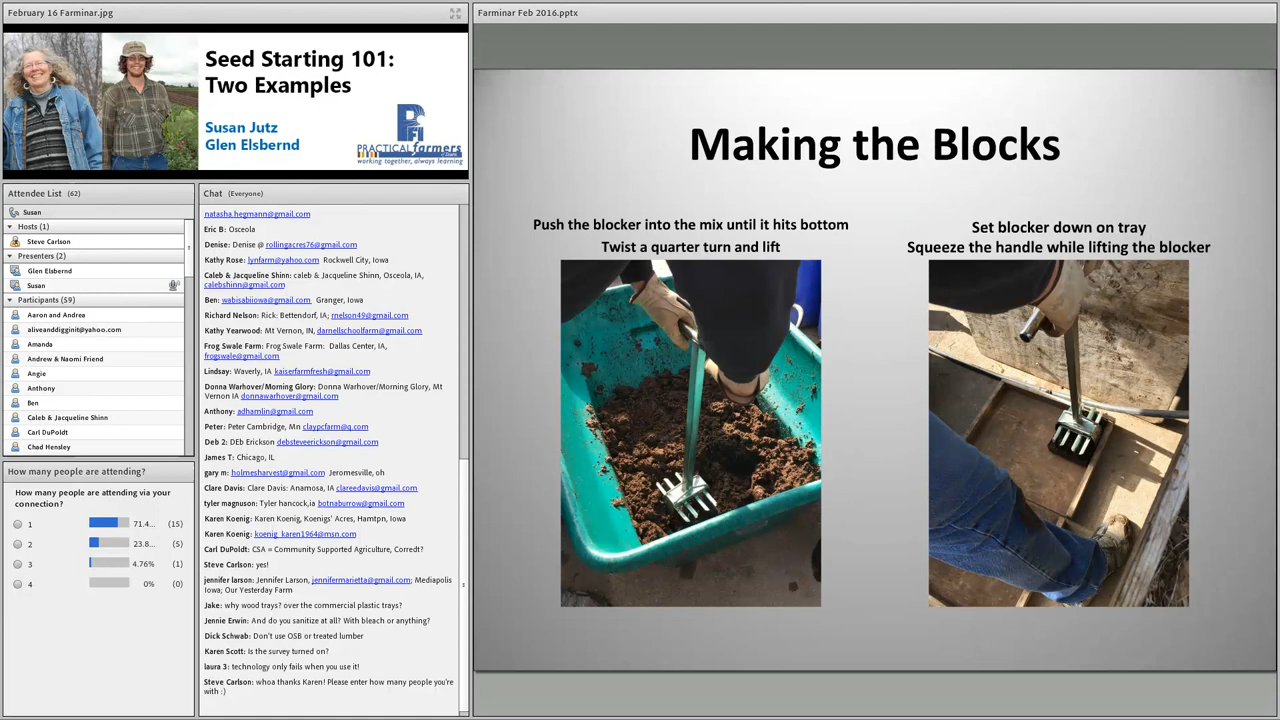 February 16 Farminar.jpg
Seed Starting 101:
Two Examples
Susan Jutz
Glen Elsbernd
PFI
PRACTICAL farmers
working together, always learning
Attendee List (62)
Susan
Hosts (1)
Steve Carlson
Presenters (2)
Glen Elsbernd
Susan
Participants (59)
Aaron and Andrea
aliveanddigginit@yahoo.com
Amanda
Andrew & Naomi Friend
Angie
Anthony
Ben
Caleb & Jacqueline Shinn
Carl DuPoldt
Chad Hensley
How many people are attending?
How many people are attending via your
connection?
1 71.4... (15)
2 23.8... (5)
3 4.76% (1)
4 0% (0)
Chat (Everyone)
natasha.hegmann@gmail.com
Eric B: Osceola
Denise: Denise @ rollingacres76@gmail.com
Kathy Rose: lynfarm@yahoo.com Rockwell City, Iowa
Caleb & Jacqueline Shinn: caleb & Jacqueline Shinn, Osceola, IA,
calebshinn@gmail.com
Ben: wabisabiiowa@gmail.com Granger, Iowa
Richard Nelson: Rick: Bettendorf, IA; rnelson49@gmail.com
Kathy Yearwood: Mt Vernon, IN, darnellschoolfarm@gmail.com
Frog Swale Farm: Frog Swale Farm: Dallas Center, IA,
frogswale@gmail.com
Lindsay: Waverly, IA kaiserfarmfresh@gmail.com
Donna Warhover/Morning Glory: Donna Warhover/Morning Glory, Mt
Vernon IA donnawarhover@gmail.com
Anthony: adhamlin@gmail.com
Peter: Peter Cambridge, Mn claypcfarm@q.com
Deb 2: DEb Erickson debsteveerickson@gmail.com
James T: Chicago, IL
gary m: holmesharvest@gmail.com Jeromesville, oh
Clare Davis: Clare Davis: Anamosa, IA clareedavis@gmail.com
tyler magnuson: Tyler hancock,ia botnaburrow@gmail.com
Karen Koenig: Karen Koenig, Koenigs' Acres, Hamtpn, Iowa
Karen Koenig: koenig_karen1964@msn.com
Carl DuPoldt: CSA = Community Supported Agriculture, Corredt?
Steve Carlson: yes!
jennifer larson: Jennifer Larson, jennifermarietta@gmail.com; Mediapolis
Iowa; Our Yesterday Farm
Jake: why wood trays? over the commercial plastic trays?
Jennie Erwin: And do you sanitize at all? With bleach or anything?
Dick Schwab: Don't use OSB or treated lumber
Karen Scott: Is the survey turned on?
laura 3: technology only fails when you use it!
Steve Carlson: whoa thanks Karen! Please enter how many people you're
with :)
Farminar Feb 2016.pptx
Making the Blocks
Push the blocker into the mix until it hits bottom
Twist a quarter turn and lift
Set blocker down on tray
Squeeze the handle while lifting the blocker